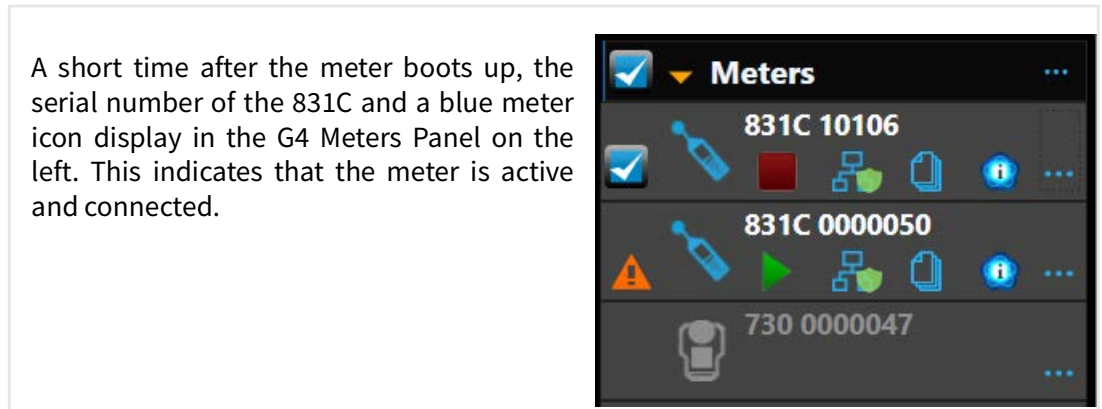 A short time after the meter boots up, the
serial number of the 831C and a blue meter
icon display in the G4 Meters Panel on the
left. This indicates that the meter is active
and connected.
Meters
831C 10106
831C 0000050
730 0000047